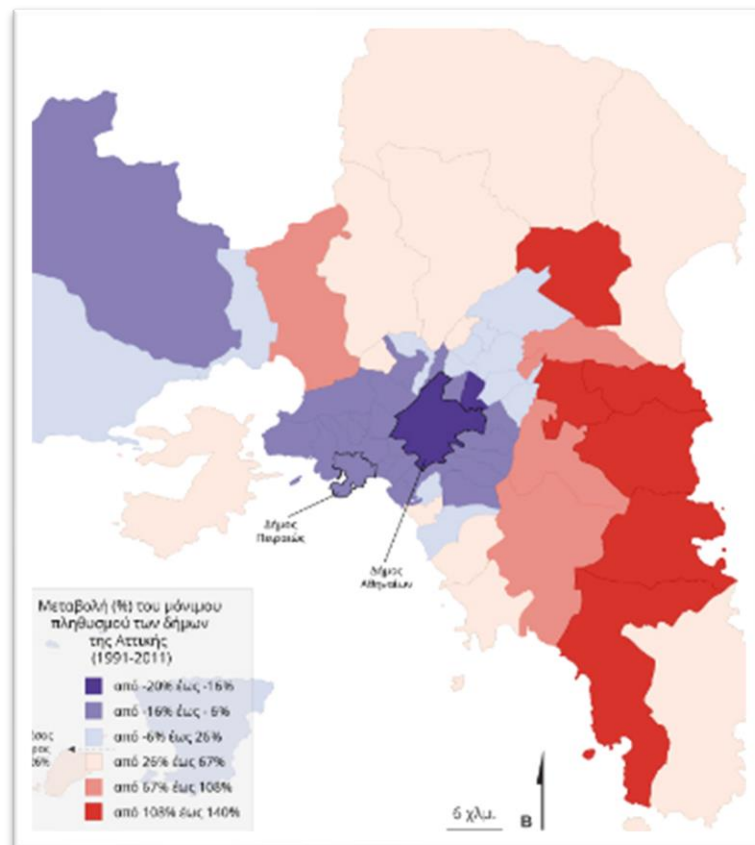 Δήμος
Πειραιώς
Δήμος
Αθηναίων
Μεταβολή (%) του μόνιμου
πληθυσμού των δήμων
της Αττικής
(1991-2011)
από -20% έως -16%
από -16% έως - 6%
από -6% έως 26%
από 26% έως 67%
από 67% έως 108%
από 108% έως 140%
6 χλμ.
Β